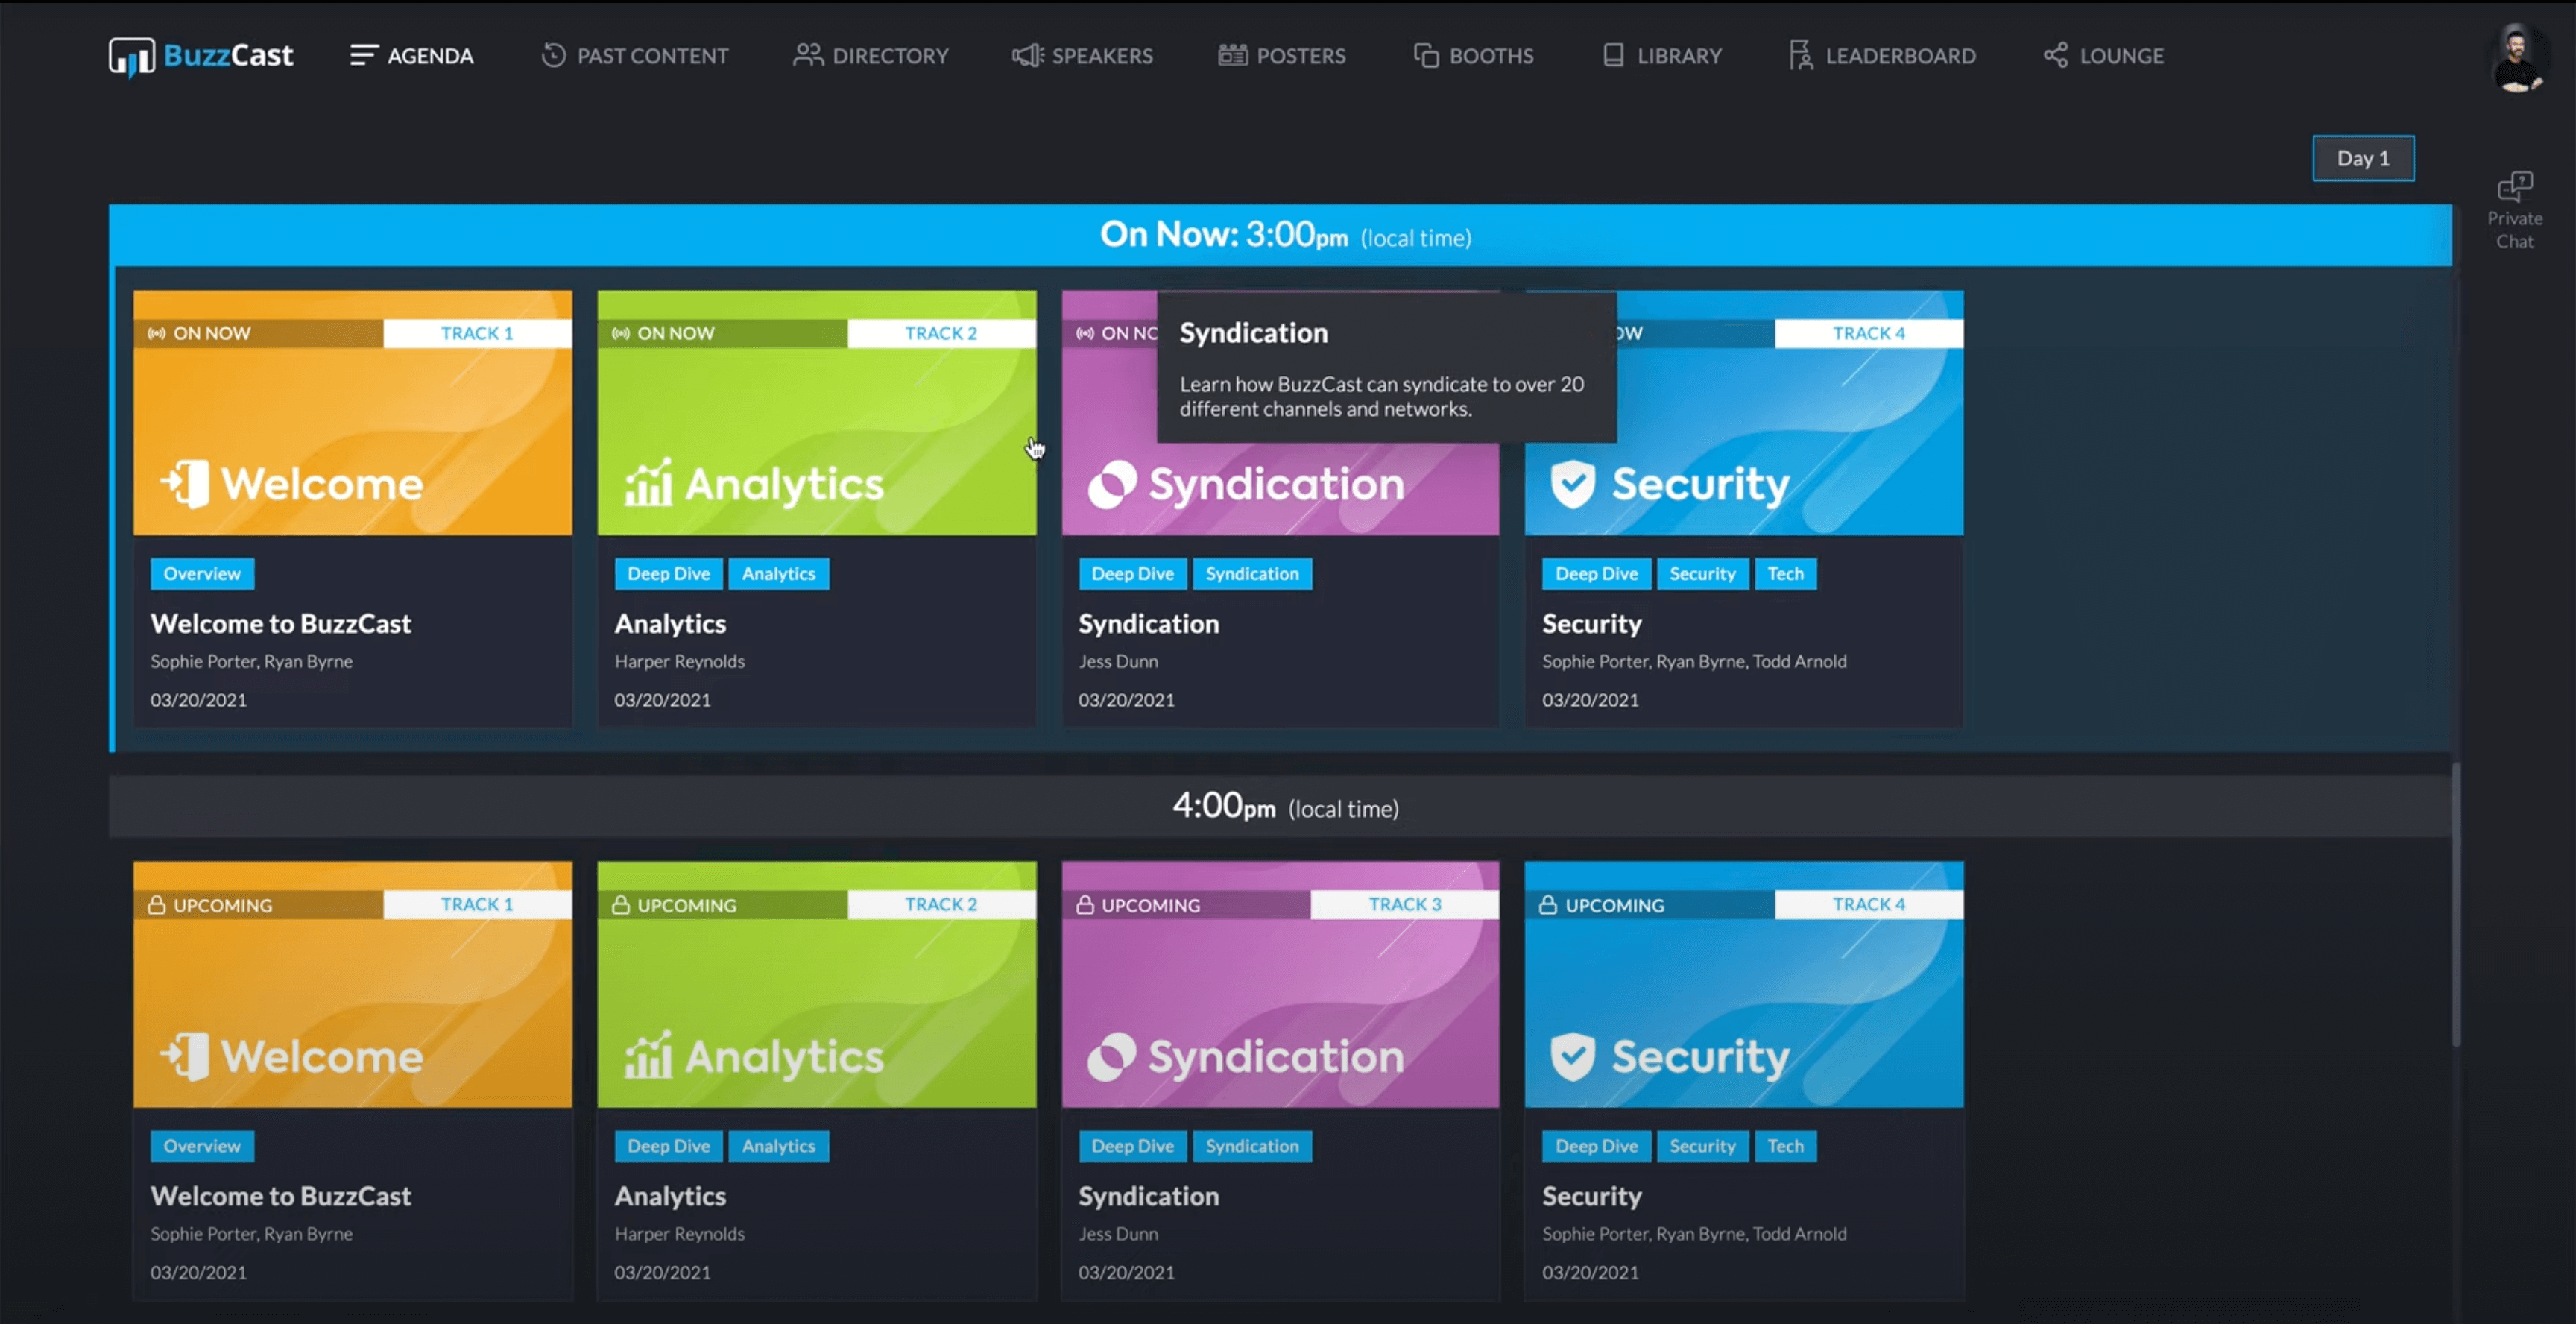 BuzzCast AGENDA PAST CONTENT DIRECTORY SPEAKERS POSTERS BOOTHS LIBRARY LEADERBOARD LOUNGE
Day 1
Private
Chat
On Now: 3:00pm (local time)
ON NOW TRACK 1
Welcome
Overview
Welcome to BuzzCast
Sophie Porter, Ryan Byrne
03/20/2021
ON NOW TRACK 2
Analytics
Deep Dive Analytics
Analytics
Harper Reynolds
03/20/2021
ON NO
Syndication
Learn how BuzzCast can syndicate to over 20
different channels and networks.
Syndication
Deep Dive Syndication
Syndication
Jess Dunn
03/20/2021
OW TRACK 4
Security
Deep Dive Security Tech
Security
Sophie Porter, Ryan Byrne, Todd Arnold
03/20/2021
4:00pm (local time)
UPCOMING TRACK 1
Welcome
Overview
Welcome to BuzzCast
Sophie Porter, Ryan Byrne
03/20/2021
UPCOMING TRACK 2
Analytics
Deep Dive Analytics
Analytics
Harper Reynolds
03/20/2021
UPCOMING TRACK 3
Syndication
Deep Dive Syndication
Syndication
Jess Dunn
03/20/2021
UPCOMING TRACK 4
Security
Deep Dive Security Tech
Security
Sophie Porter, Ryan Byrne, Todd Arnold
03/20/2021